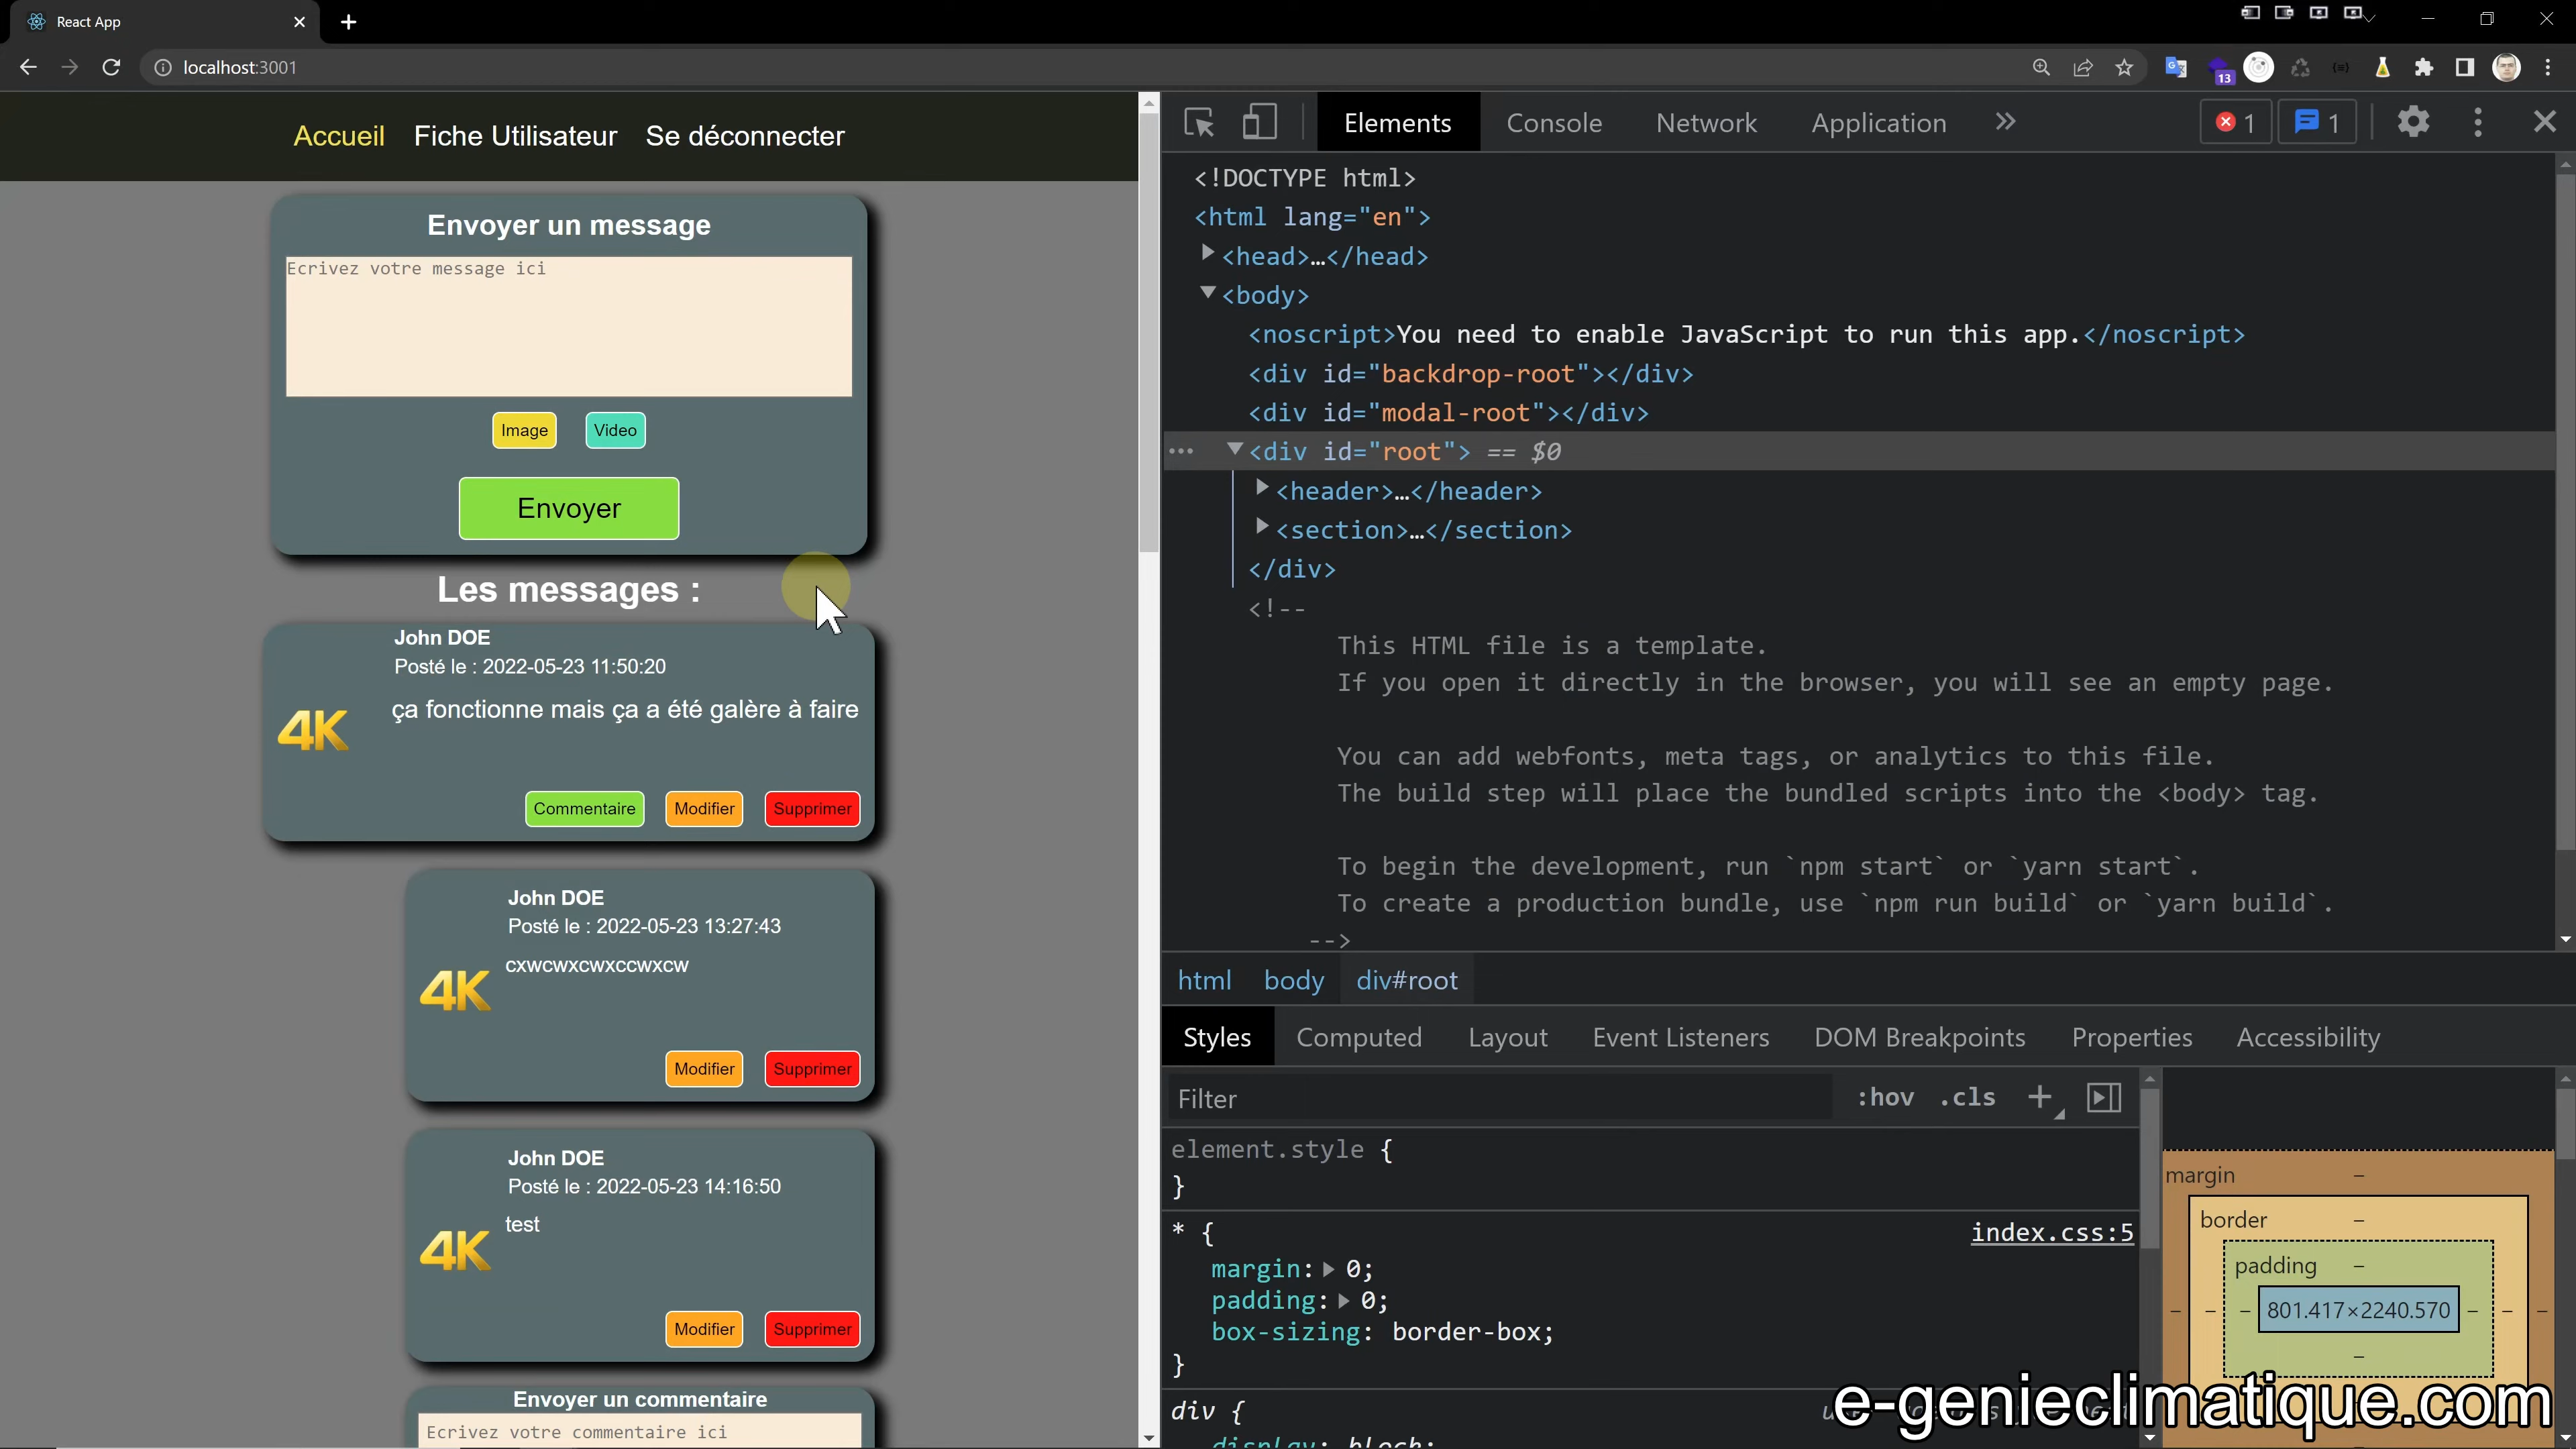 React App
localhost:3001
13
Accueil Fiche Utilisateur Se déconnecter
Envoyer un message
Ecrivez votre message ici
Image Video
Envoyer
Les messages :
John DOE
Posté le : 2022-05-23 11:50:20
ça fonctionne mais ça a été galère à faire
4K
Commentaire Modifier Supprimer
John DOE
Posté le : 2022-05-23 13:27:43
cxwcwxcwxccwxcw
4K
Modifier Supprimer
John DOE
Posté le : 2022-05-23 14:16:50
test
4K
Modifier Supprimer
Envoyer un commentaire
Ecrivez votre commentaire ici
Elements Console Network Application » 1 1
<!DOCTYPE html>
<html lang="en">
<head>…</head>
<body>
<noscript>You need to enable JavaScript to run this app.</noscript>
<div id="backdrop-root"></div>
<div id="modal-root"></div>
<div id="root"> == $0
<header>…</header>
<section>…</section>
</div>
<!--
This HTML file is a template.
If you open it directly in the browser, you will see an empty page.
You can add webfonts, meta tags, or analytics to this file.
The build step will place the bundled scripts into the <body> tag.
To begin the development, run `npm start` or `yarn start`.
To create a production bundle, use `npm run build` or `yarn build`.
-->
html body div#root
Styles Computed Layout Event Listeners DOM Breakpoints Properties Accessibility
Filter :hov .cls +
element.style {
}
* { index.css:5
margin: 0;
padding: 0;
box-sizing: border-box;
}
div {
display: block;
margin –
border –
padding –
801.417×2240.570
e-genieclimatique.com